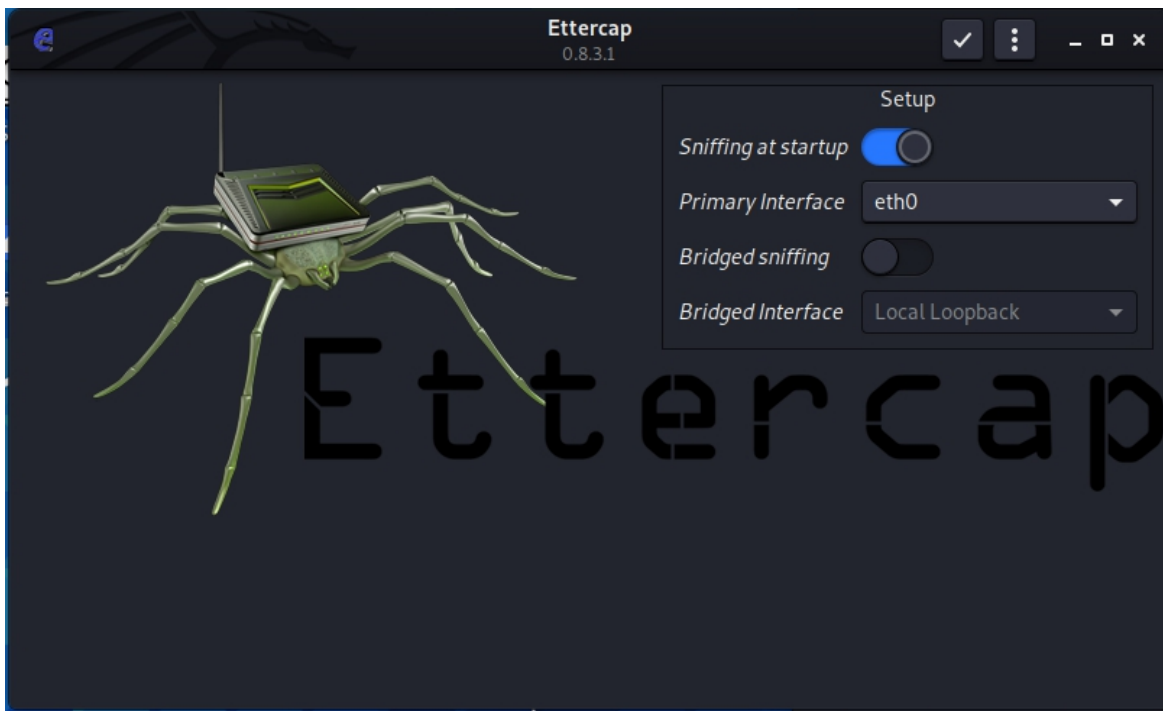 Ettercap
0.8.3.1
Setup
Sniffing at startup
Primary Interface eth0
Bridged sniffing
Bridged Interface Local Loopback
Ettercap